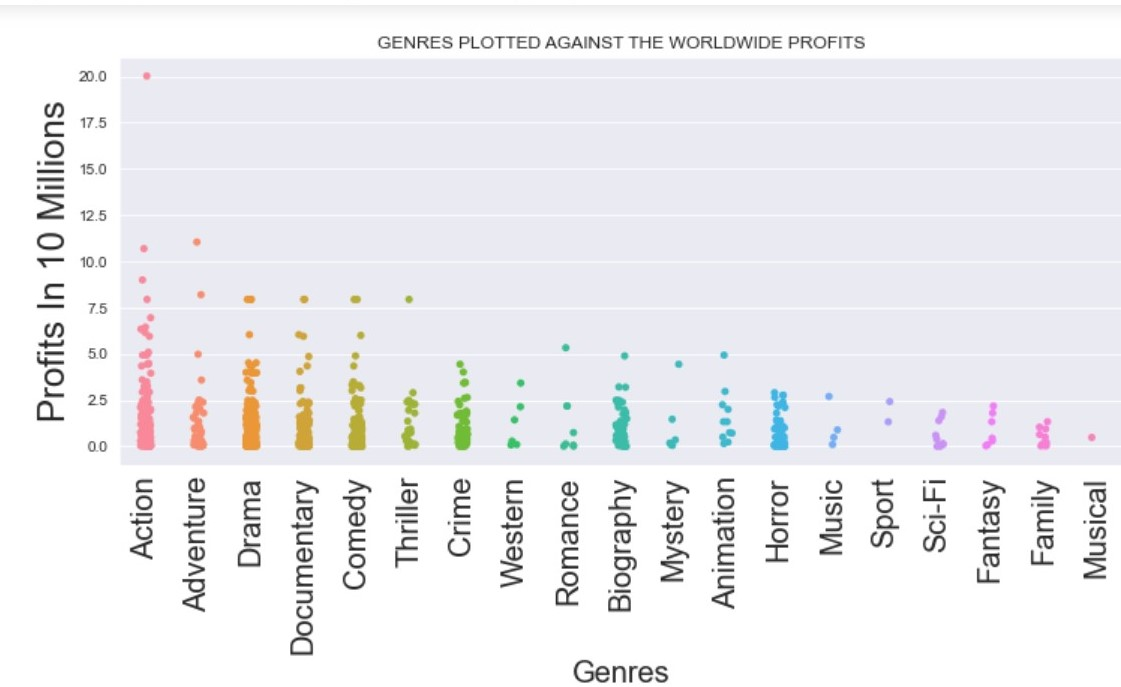 GENRES PLOTTED AGAINST THE WORLDWIDE PROFITS
Profits In 10 Millions
20.0
17.5
15.0
12.5
10.0
7.5
5.0
2.5
0.0
Action
Adventure
Drama
Documentary
Comedy
Thriller
Crime
Western
Romance
Biography
Mystery
Animation
Horror
Music
Sport
Sci-Fi
Fantasy
Family
Musical
Genres